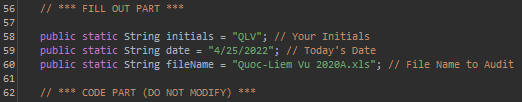 56 // *** FILL OUT PART ***
57
58 public static String initials = "QLV"; // Your Initials
59 public static String date = "4/25/2022"; // Today's Date
60 public static String fileName = "Quoc-Liem Vu 2020A.xls"; // File Name to Audit
61
62 // *** CODE PART (DO NOT MODIFY) ***